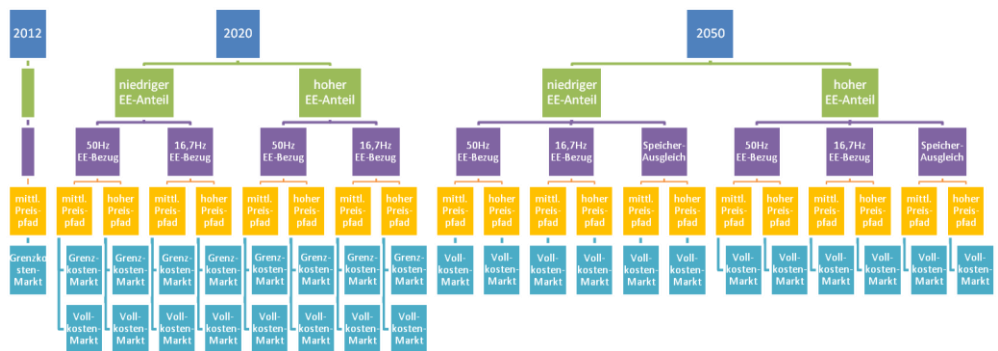 2012
2020
2050
niedriger
EE-Anteil
hoher
EE-Anteil
niedriger
EE-Anteil
hoher
EE-Anteil
50Hz
EE-Bezug
16,7Hz
EE-Bezug
50Hz
EE-Bezug
16,7Hz
EE-Bezug
50Hz
EE-Bezug
16,7Hz
EE-Bezug
Speicher-
Ausgleich
50Hz
EE-Bezug
16,7Hz
EE-Bezug
Speicher-
Ausgleich
mittl.
Preis-
pfad
mittl.
Preis-
pfad
hoher
Preis-
pfad
mittl.
Preis-
pfad
hoher
Preis-
pfad
mittl.
Preis-
pfad
hoher
Preis-
pfad
mittl.
Preis-
pfad
hoher
Preis-
pfad
mittl.
Preis-
pfad
hoher
Preis-
pfad
mittl.
Preis-
pfad
hoher
Preis-
pfad
mittl.
Preis-
pfad
hoher
Preis-
pfad
mittl.
Preis-
pfad
hoher
Preis-
pfad
mittl.
Preis-
pfad
hoher
Preis-
pfad
mittl.
Preis-
pfad
hoher
Preis-
pfad
Grenzko
sten-
Markt
Grenz-
kosten-
Markt
Grenz-
kosten-
Markt
Grenz-
kosten-
Markt
Grenz-
kosten-
Markt
Grenz-
kosten-
Markt
Grenz-
kosten-
Markt
Grenz-
kosten-
Markt
Grenz-
kosten-
Markt
Voll-
kosten-
Markt
Voll-
kosten-
Markt
Voll-
kosten-
Markt
Voll-
kosten-
Markt
Voll-
kosten-
Markt
Voll-
kosten-
Markt
Voll-
kosten-
Markt
Voll-
kosten-
Markt
Voll-
kosten-
Markt
Voll-
kosten-
Markt
Voll-
kosten-
Markt
Voll-
kosten-
Markt
Voll-
kosten-
Markt
Voll-
kosten-
Markt
Voll-
kosten-
Markt
Voll-
kosten-
Markt
Voll-
kosten-
Markt
Voll-
kosten-
Markt
Voll-
kosten-
Markt
Voll-
kosten-
Markt